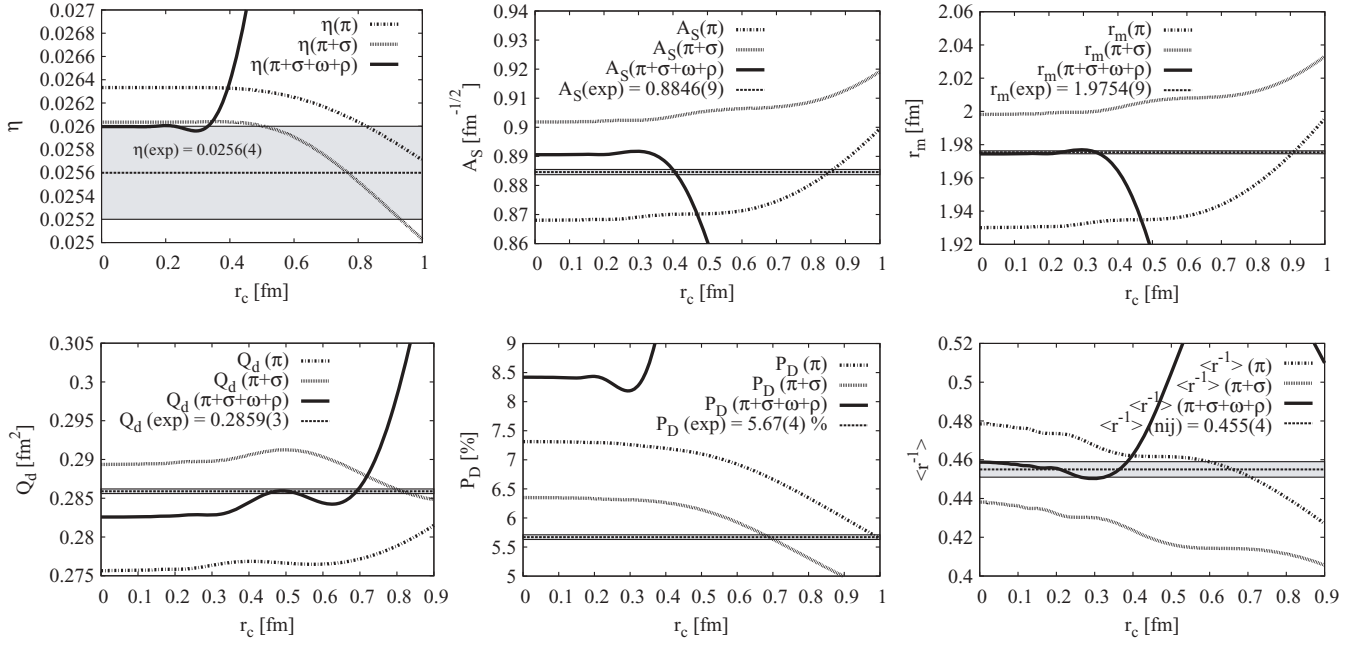 0.027
0.0268
0.0266
0.0264
0.0262
0.026
0.0258
0.0256
0.0254
0.0252
0.025
η
η(π)
η(π+σ)
η(π+σ+ω+ρ)
η(exp) = 0.0256(4)
0 0.2 0.4 0.6 0.8 1
r_c [fm]
0.94
0.93
0.92
0.91
0.9
0.89
0.88
0.87
0.86
A_S [fm^-1/2]
A_S(π)
A_S(π+σ)
A_S(π+σ+ω+ρ)
A_S(exp) = 0.8846(9)
0 0.1 0.2 0.3 0.4 0.5 0.6 0.7 0.8 0.9 1
r_c [fm]
2.06
2.04
2.02
2
1.98
1.96
1.93
1.92
r_m [fm]
r_m(π)
r_m(π+σ)
r_m(π+σ+ω+ρ)
r_m(exp) = 1.9754(9)
0 0.1 0.2 0.3 0.4 0.5 0.6 0.7 0.8 0.9 1
r_c [fm]
0.305
0.3
0.295
0.29
0.285
0.28
0.275
Q_d [fm^2]
Q_d (π)
Q_d (π+σ)
Q_d (π+σ+ω+ρ)
Q_d (exp) = 0.2859(3)
0 0.1 0.2 0.3 0.4 0.5 0.6 0.7 0.8 0.9
r_c [fm]
9
8.5
8
7.5
7
6.5
6
5.5
5
P_D [%]
P_D (π)
P_D (π+σ)
P_D (π+σ+ω+ρ)
P_D (exp) = 5.67(4) %
0 0.1 0.2 0.3 0.4 0.5 0.6 0.7 0.8 0.9 1
r_c [fm]
0.52
0.5
0.48
0.46
0.44
0.42
0.4
<r^-1>
<r^-1> (π)
<r^-1> (π+σ)
<r^-1> (π+σ+ω+ρ)
<r^-1> (nij) = 0.455(4)
0 0.1 0.2 0.3 0.4 0.5 0.6 0.7 0.8 0.9
r_c [fm]